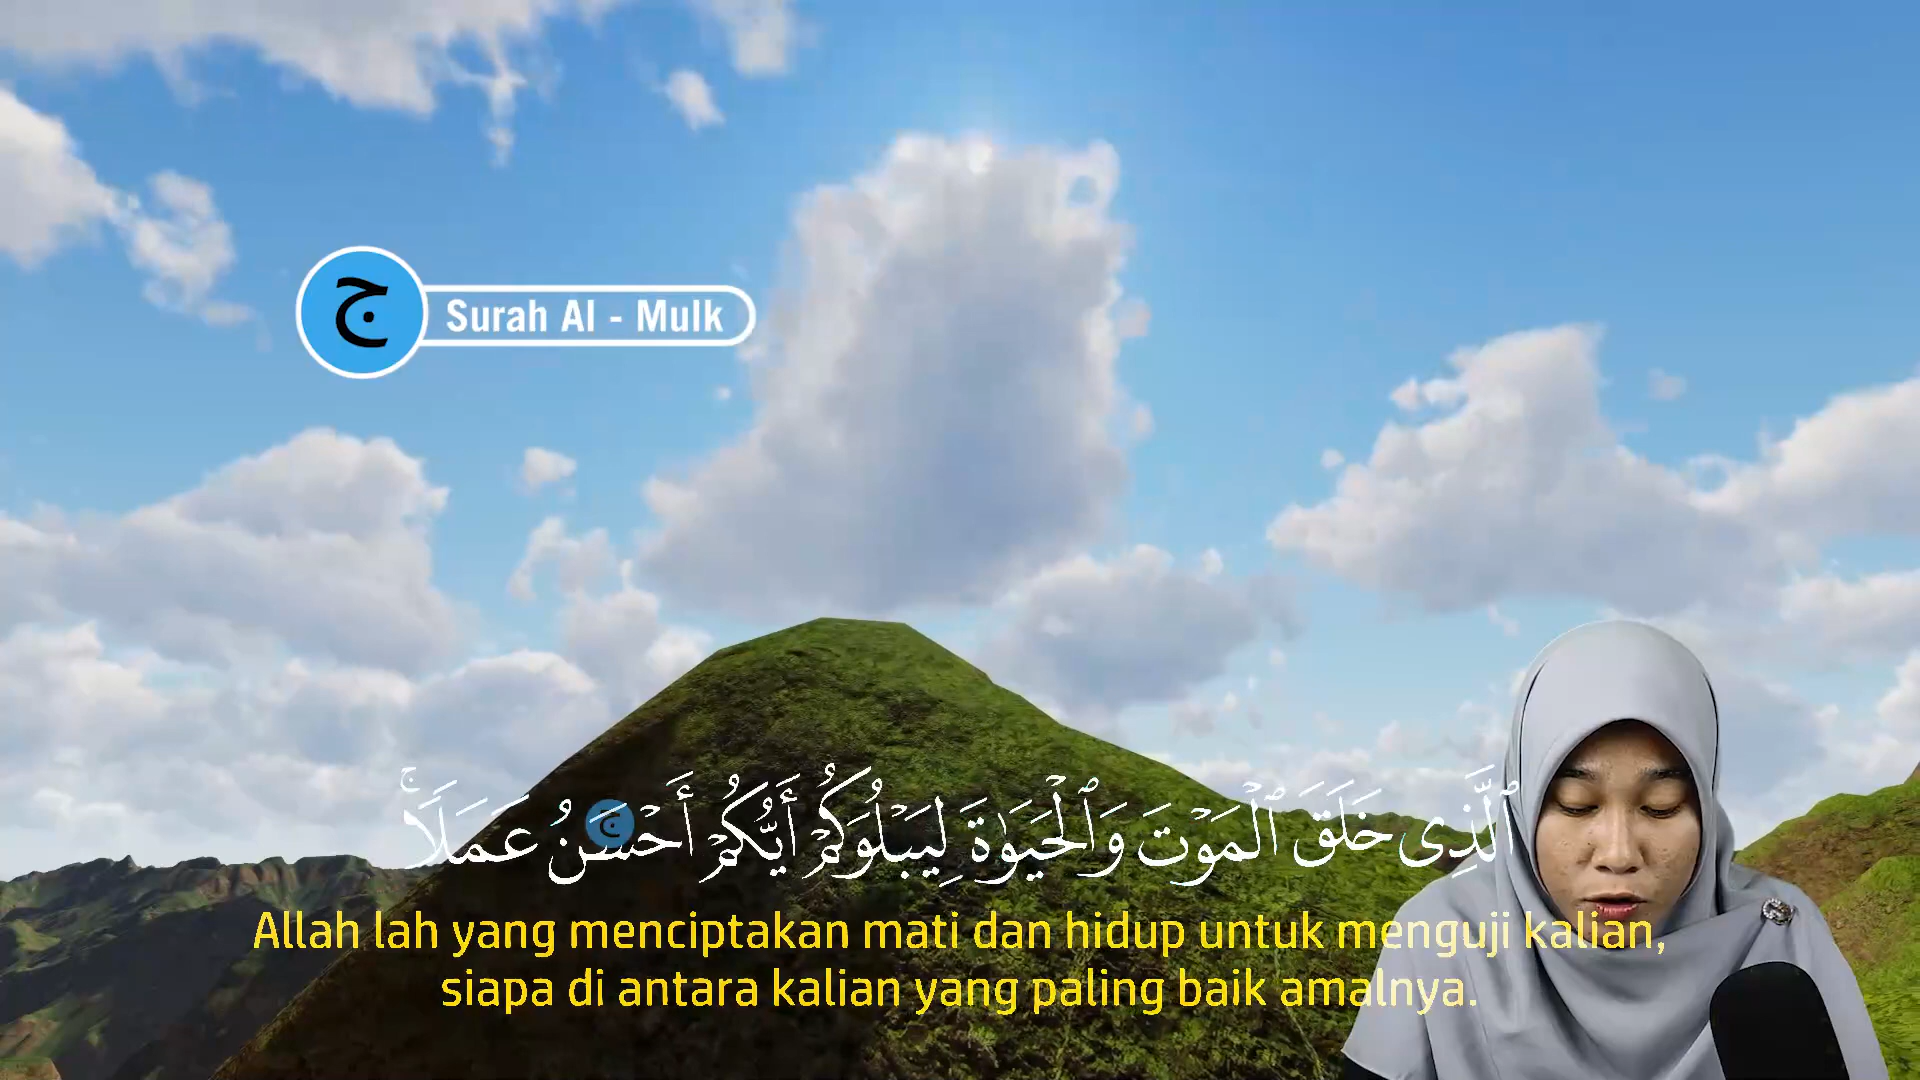 ج
Surah Al - Mulk
ٱلَّذِى خَلَقَ ٱلْمَوْتَ وَٱلْحَيَوٰةَ لِيَبْلُوَكُمْ أَيُّكُمْ أَحْسَنُ عَمَلًاۚ
ج
Allah lah yang menciptakan mati dan hidup untuk menguji kalian,
siapa di antara kalian yang paling baik amalnya.